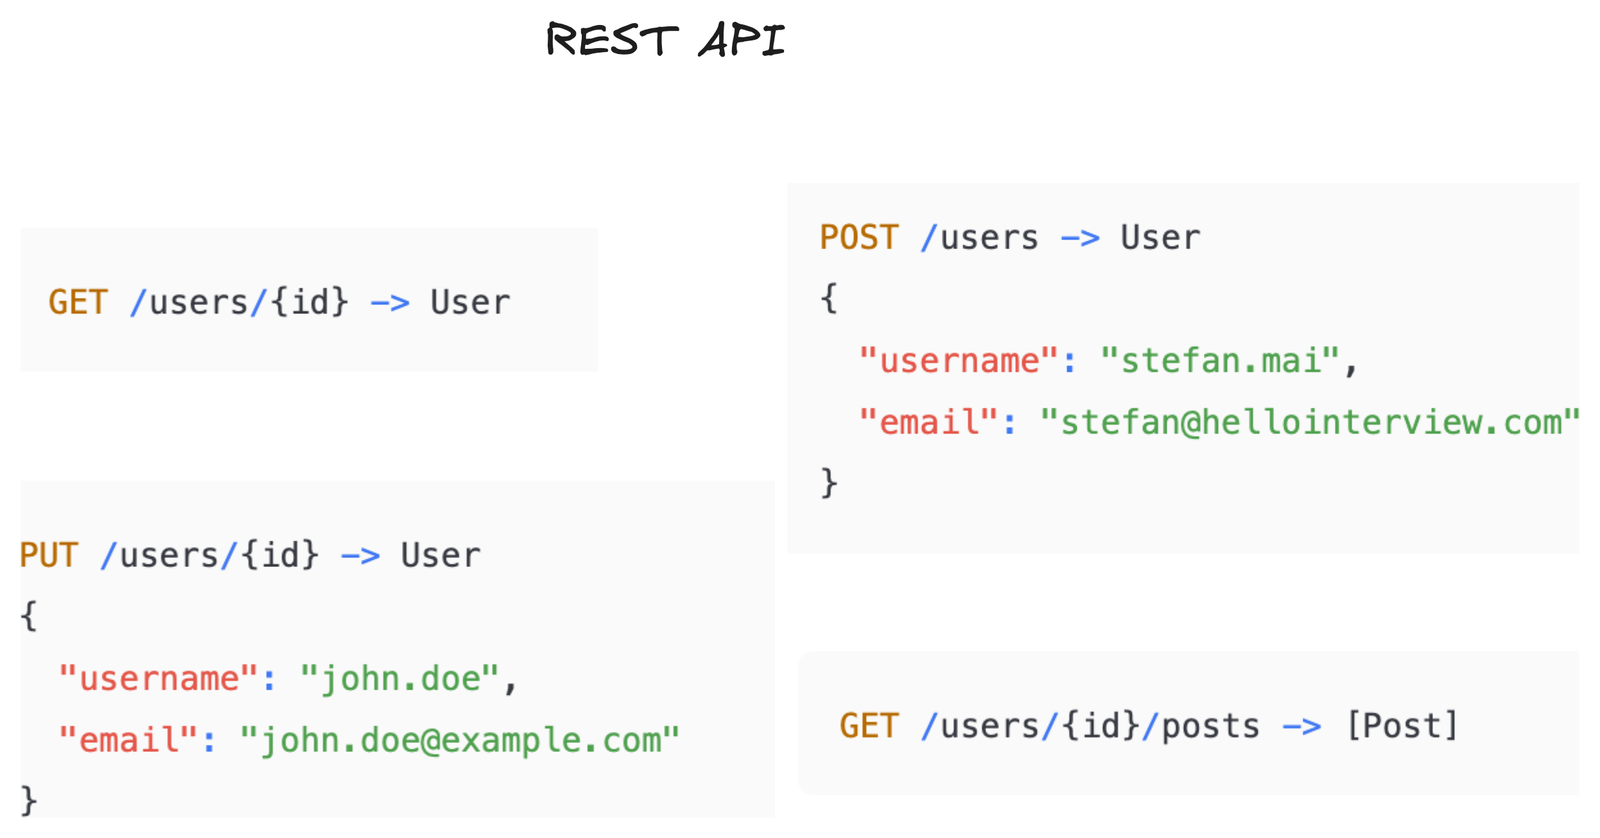 REST API
GET /users/{id} -> User
POST /users -> User
{
"username": "stefan.mai",
"email": "stefan@hellointerview.com"
}
PUT /users/{id} -> User
{
"username": "john.doe",
"email": "john.doe@example.com"
}
GET /users/{id}/posts -> [Post]